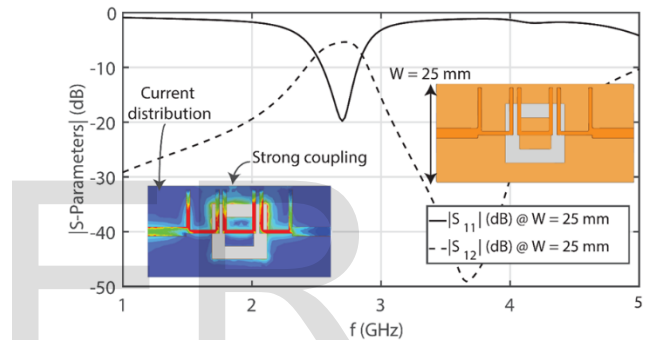 0
-10
-20
-30
-40
-50
|S-Parameters| (dB)
Current
distribution
Strong coupling
W = 25 mm
|S11| (dB) @ W = 25 mm
|S12| (dB) @ W = 25 mm
1
2
3
4
5
f (GHz)